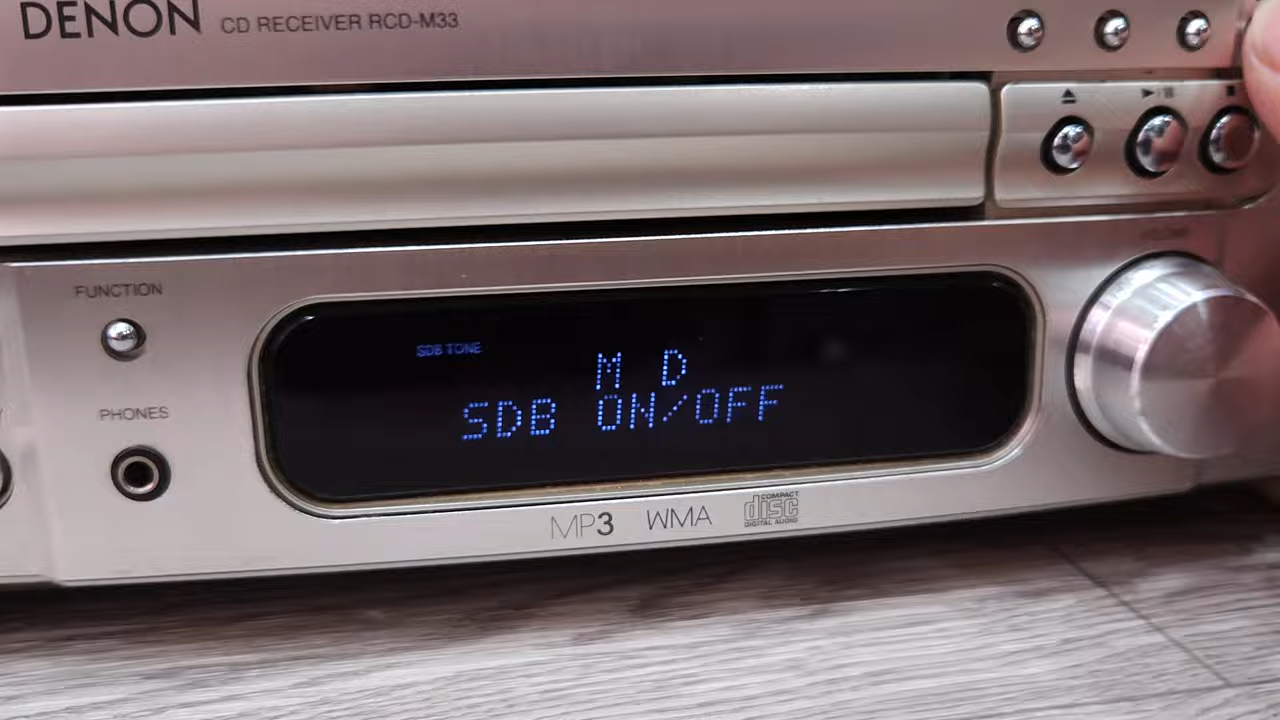 DENON CD RECEIVER RCD-M33
FUNCTION
PHONES
SDB TONE
M D
SDB ON/OFF
MP3 WMA COMPACT disc DIGITAL AUDIO